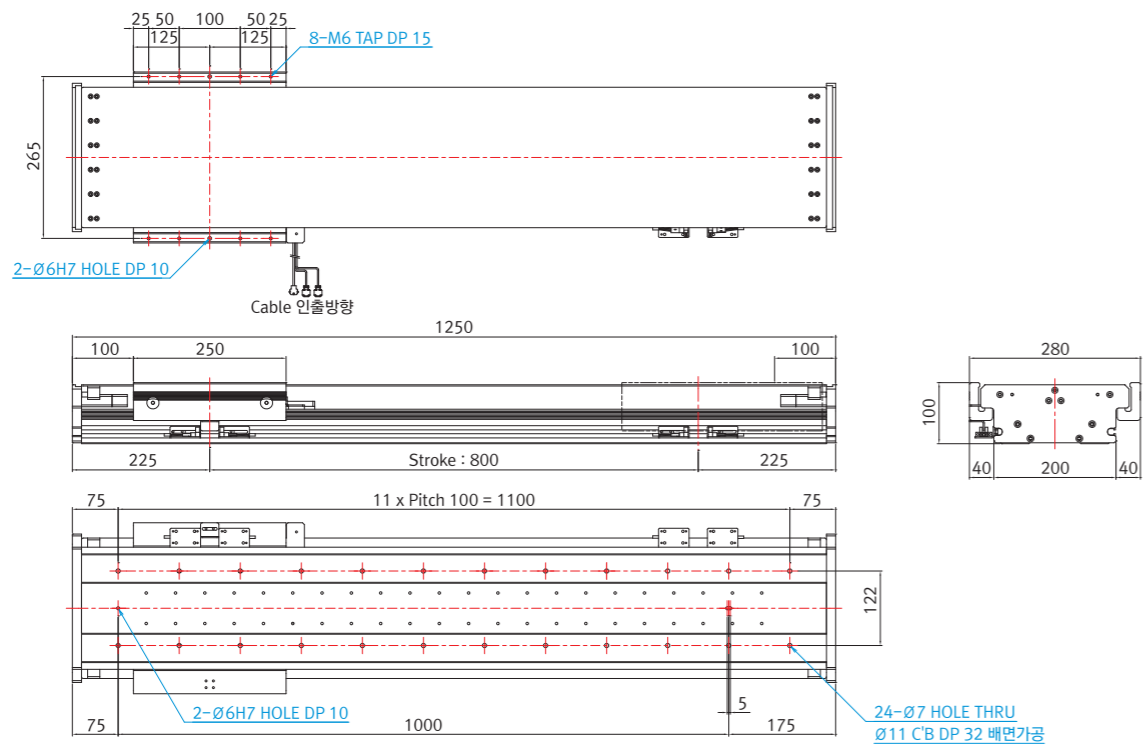 25 50 100 50 25
125 125
8-M6 TAP DP 15
265
2-Ø6H7 HOLE DP 10
Cable 인출방향
1250
100 250 100
225 Stroke : 800 225
280
100
40 200 40
75 11 x Pitch 100 = 1100 75
122
5
2-Ø6H7 HOLE DP 10
75 1000 175
24-Ø7 HOLE THRU
Ø11 C'B DP 32 배면가공